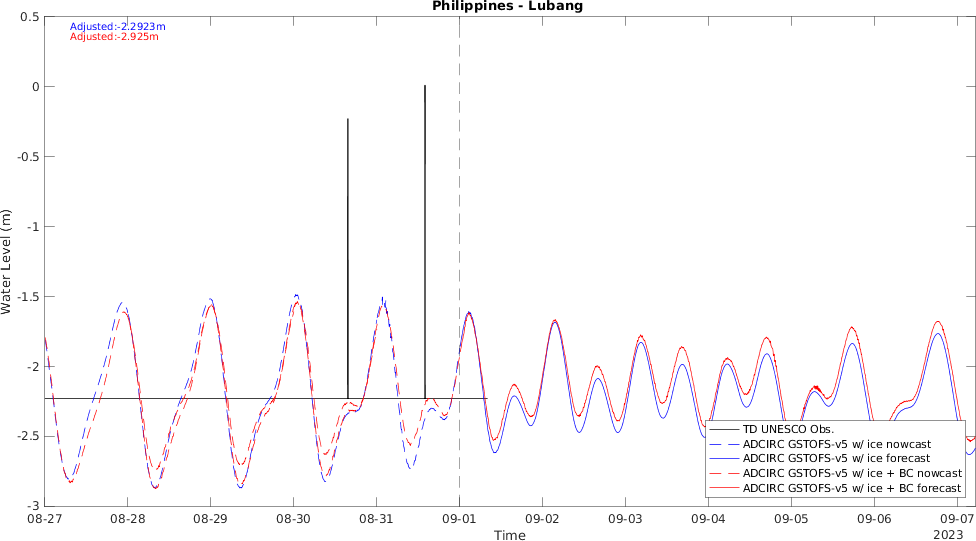 Philippines - Lubang
Adjusted:-2.2923m
Adjusted:-2.925m
0.5
0
-0.5
-1
-1.5
-2
-2.5
-3
Water Level (m)
08-27
08-28
08-29
08-30
08-31
09-01
09-02
09-03
09-04
09-05
09-06
09-07
Time
2023
TD UNESCO Obs.
ADCIRC GSTOFS-v5 w/ ice nowcast
ADCIRC GSTOFS-v5 w/ ice forecast
ADCIRC GSTOFS-v5 w/ ice + BC nowcast
ADCIRC GSTOFS-v5 w/ ice + BC forecast